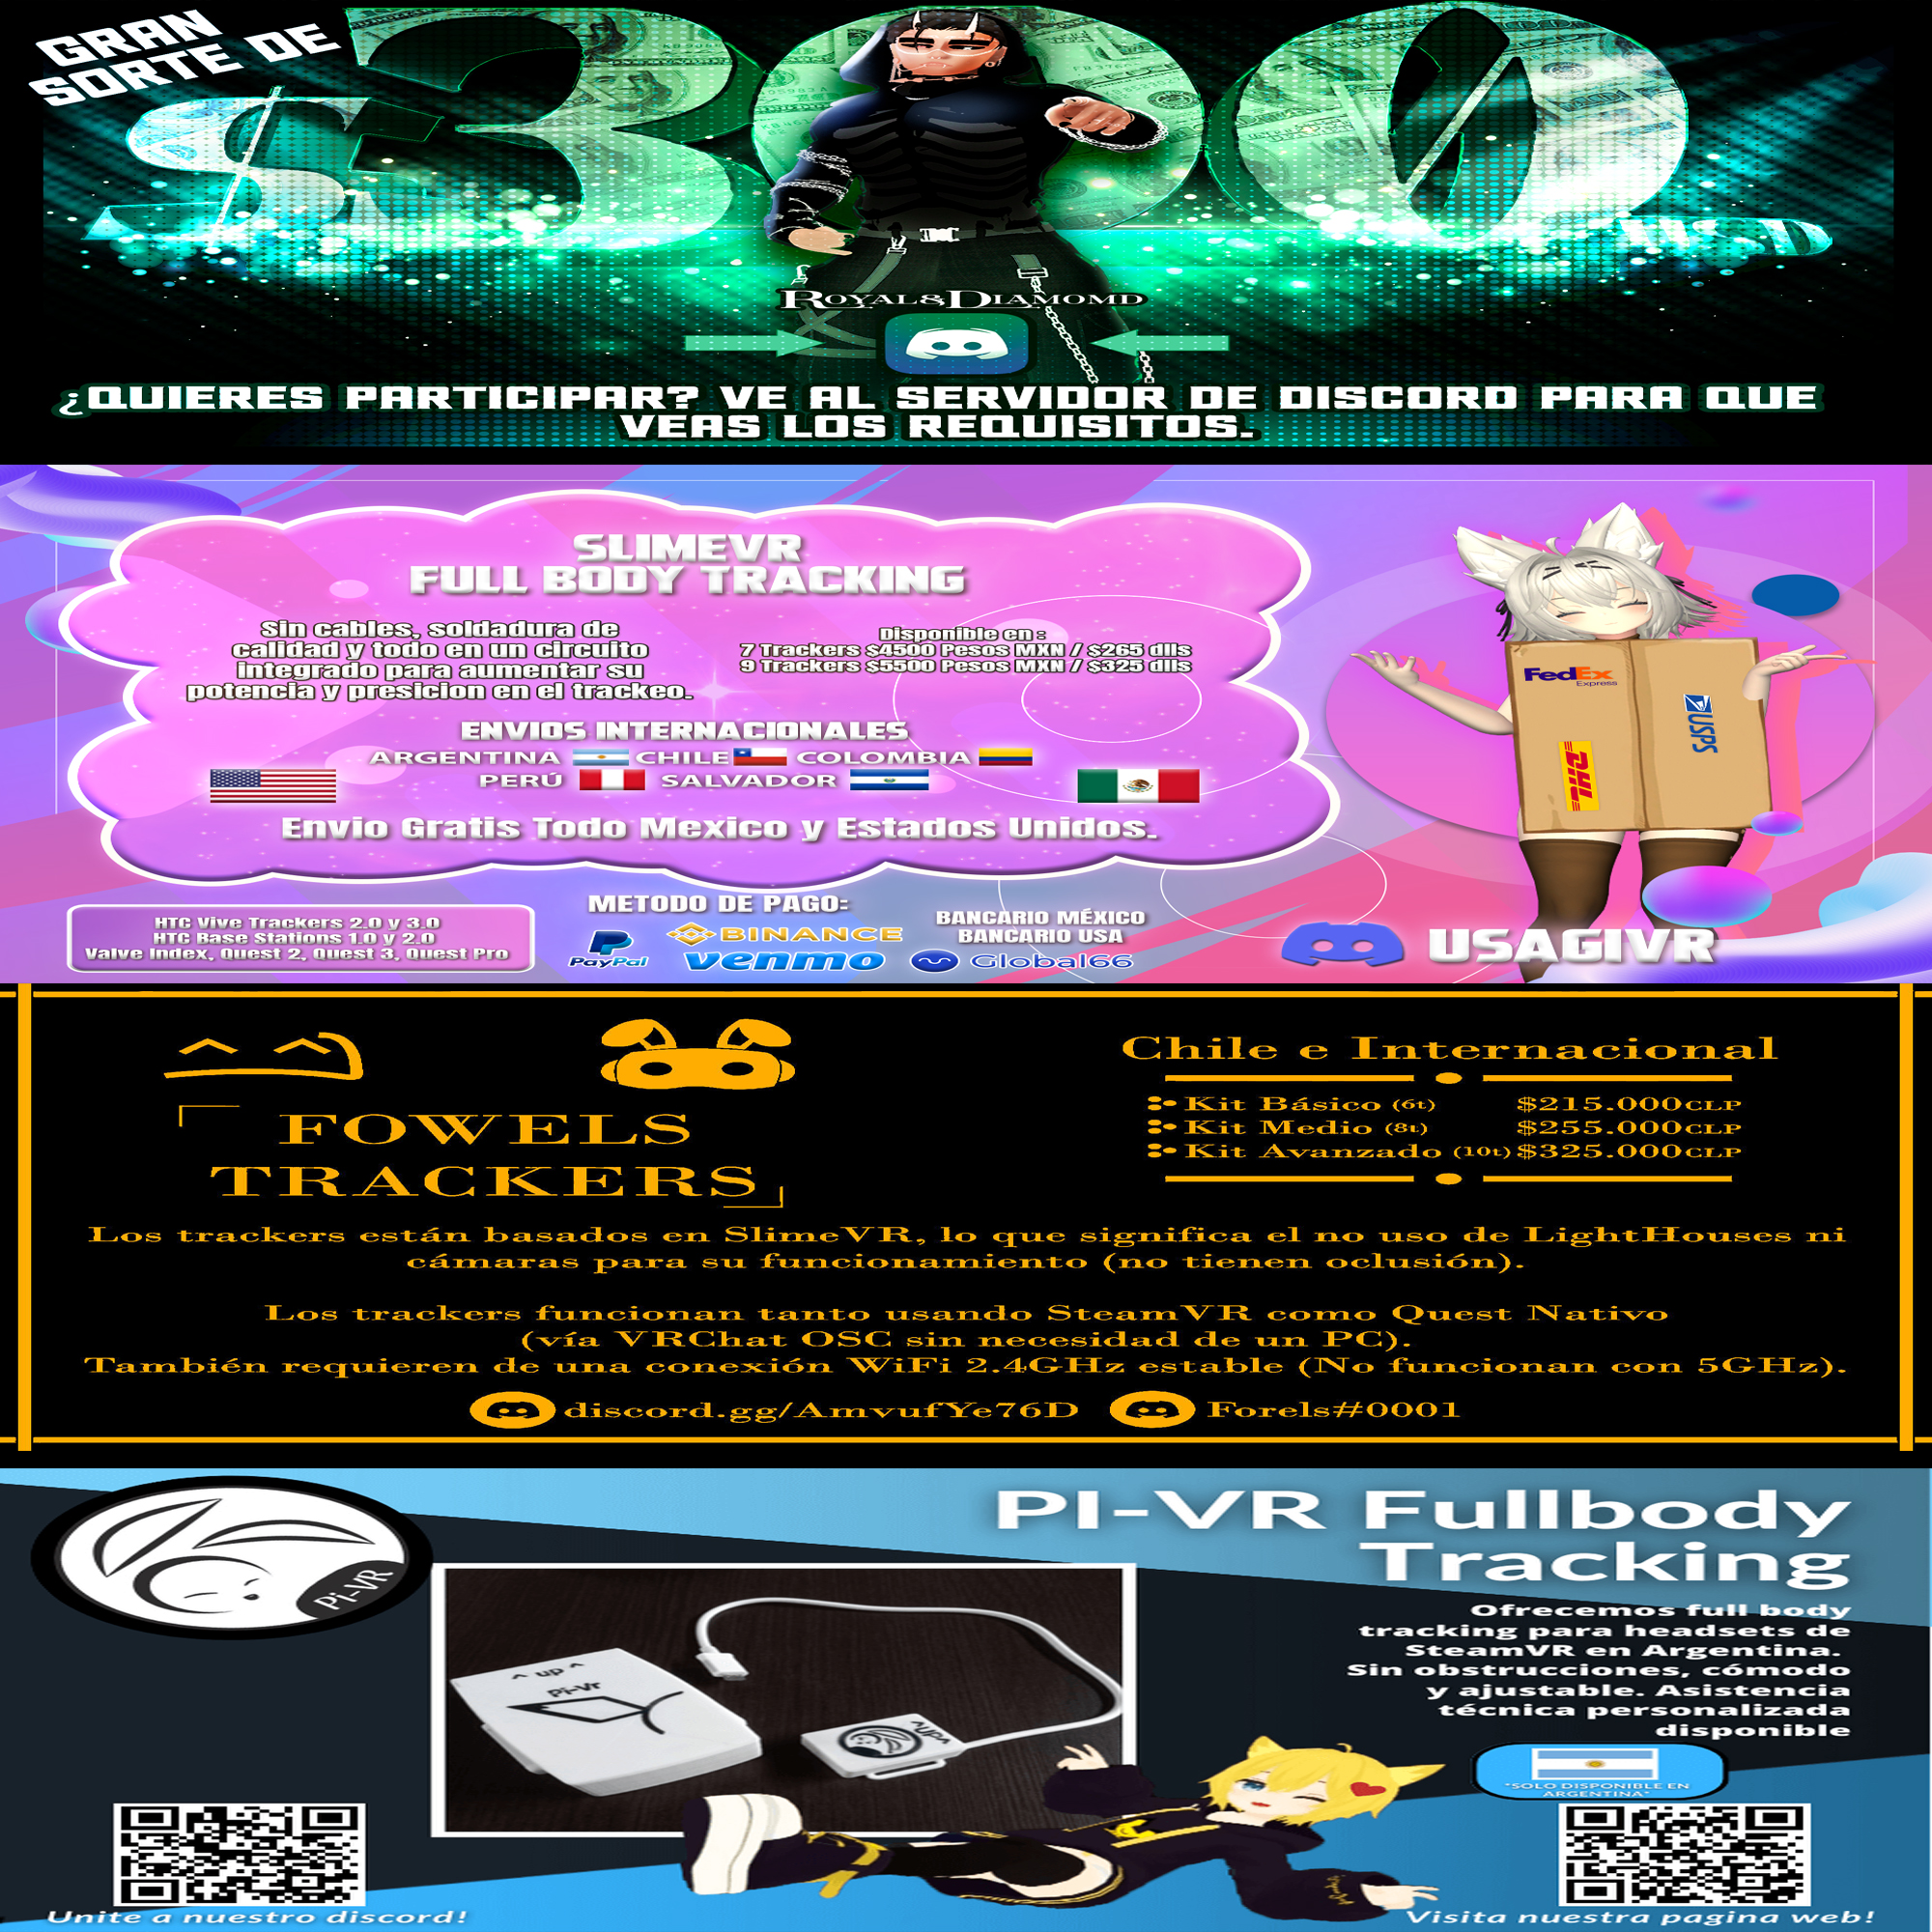 GRAN
SORTE DE
$300
USD
ROYAL&DIAMOMD
¿QUIERES PARTICIPAR? VE AL SERVIDOR DE DISCORD PARA QUE
VEAS LOS REQUISITOS.
SLIMEVR
FULL BODY TRACKING
Sin cables, soldadura de
calidad y todo en un circuito
integrado para aumentar su
potencia y presicion en el trackeo.
Disponible en :
7 Trackers $4500 Pesos MXN / $265 dlls
9 Trackers $5500 Pesos MXN / $325 dlls
ENVIOS INTERNACIONALES
ARGENTINA CHILE COLOMBIA
PERÚ SALVADOR
Envio Gratis Todo Mexico y Estados Unidos.
FedEx
Express
USPS
DHL
HTC Vive Trackers 2.0 y 3.0
HTC Base Stations 1.0 y 2.0
Valve Index, Quest 2, Quest 3, Quest Pro
METODO DE PAGO:
PayPal
BINANCE
venmo
BANCARIO MÉXICO
BANCARIO USA
Global66
USAGIVR
FOWELS
TRACKERS
Chile e Internacional
Kit Básico (6t) $215.000CLP
Kit Medio (8t) $255.000CLP
Kit Avanzado (10t) $325.000CLP
Los trackers están basados en SlimeVR, lo que significa el no uso de LightHouses ni
cámaras para su funcionamiento (no tienen oclusión).
Los trackers funcionan tanto usando SteamVR como Quest Nativo
(vía VRChat OSC sin necesidad de un PC).
También requieren de una conexión WiFi 2.4GHz estable (No funcionan con 5GHz).
discord.gg/AmvufYe76D Forels#0001
Pi-VR
PI-VR Fullbody
Tracking
Ofrecemos full body
tracking para headsets de
SteamVR en Argentina.
Sin obstrucciones, cómodo
y ajustable. Asistencia
técnica personalizada
disponible
^ up ^
Pi-Vr
^UP^
*SOLO DISPONIBLE EN
ARGENTINA*
Unite a nuestro discord!
Visita nuestra pagina web!